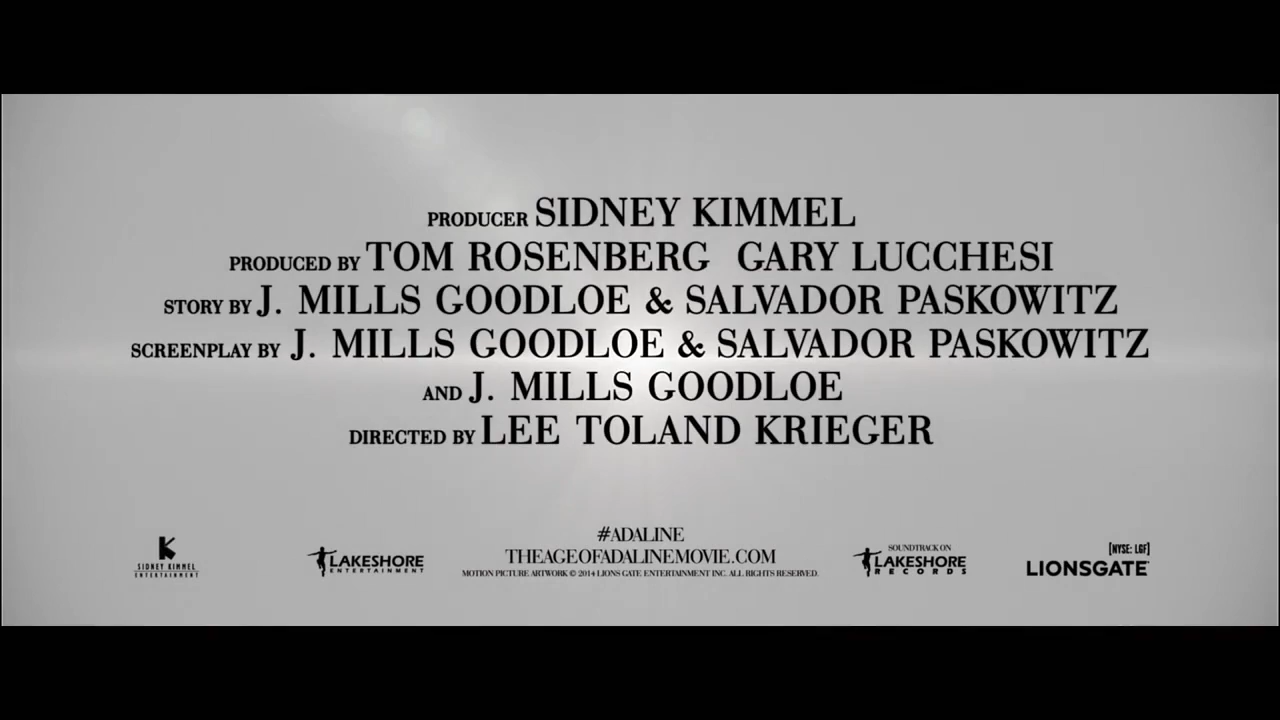 PRODUCER SIDNEY KIMMEL
PRODUCED BY TOM ROSENBERG GARY LUCCHESI
STORY BY J. MILLS GOODLOE & SALVADOR PASKOWITZ
SCREENPLAY BY J. MILLS GOODLOE & SALVADOR PASKOWITZ
AND J. MILLS GOODLOE
DIRECTED BY LEE TOLAND KRIEGER
#ADALINE
THEAGEOFADALINEMOVIE.COM
MOTION PICTURE ARTWORK © 2014 LIONS GATE ENTERTAINMENT INC. ALL RIGHTS RESERVED.
K
SIDNEY KIMMEL
ENTERTAINMENT
LAKESHORE
ENTERTAINMENT
SOUNDTRACK ON
LAKESHORE
RECORDS
[NYSE: LGF]
LIONSGATE